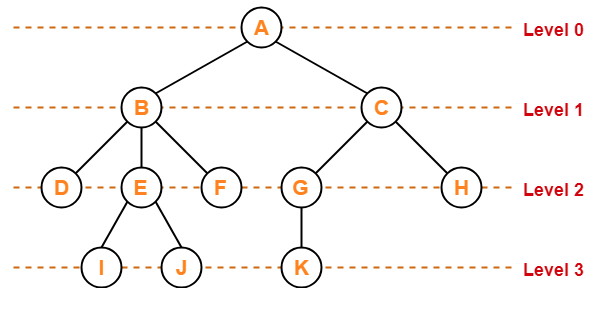 A Level 0
B C Level 1
D E F G H Level 2
I J K Level 3